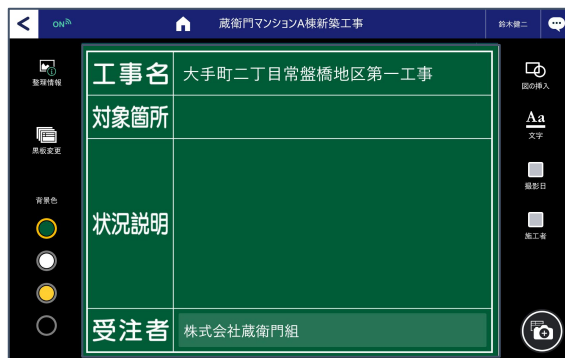 ON
蔵衛門マンションA棟新築工事
鈴木健二
整理情報
黒板変更
背景色
工事名
大手町二丁目常盤橋地区第一工事
対象箇所
状況説明
受注者
株式会社蔵衛門組
図の挿入
Aa
文字
撮影日
施工者